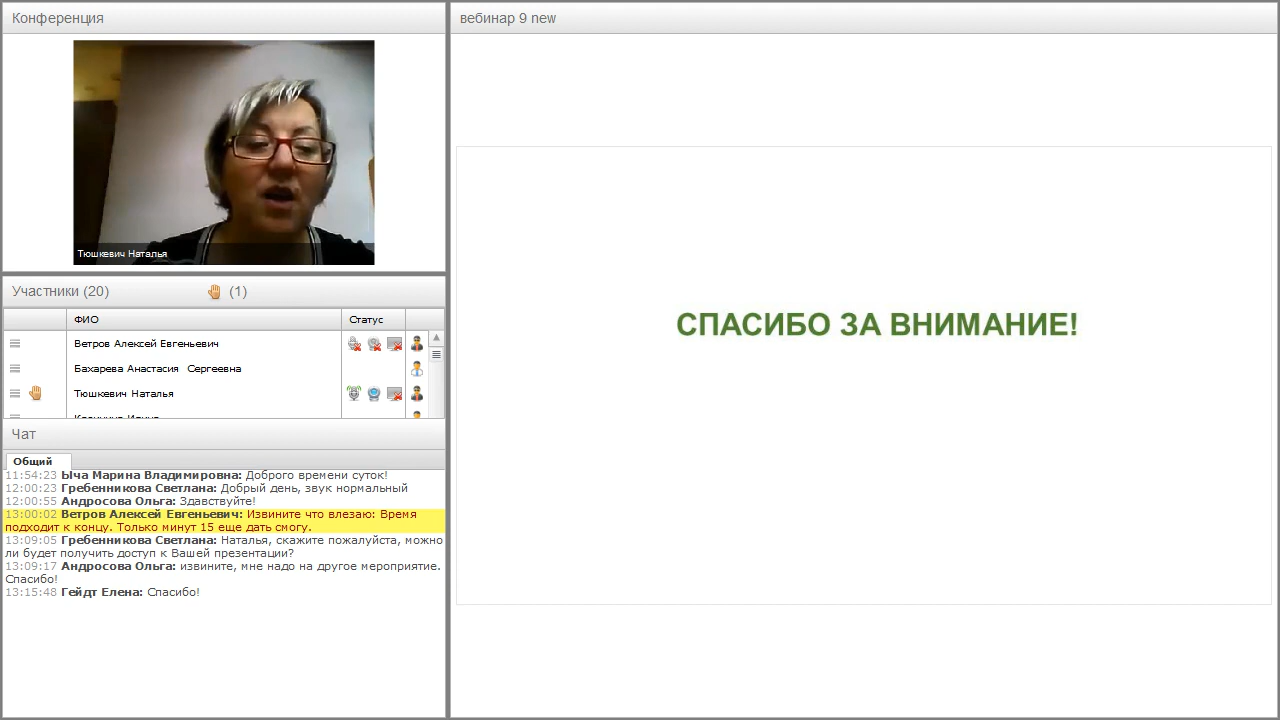 Конференция
Тюшкевич Наталья
Участники (20) (1)
ФИО Статус
Ветров Алексей Евгеньевич
Бахарева Анастасия Сергеевна
Тюшкевич Наталья
Чат
Общий
11:54:23 Ыча Марина Владимировна: Доброго времени суток!
12:00:23 Гребенникова Светлана: Добрый день, звук нормальный
12:00:55 Андросова Ольга: Здавствуйте!
13:00:02 Ветров Алексей Евгеньевич: Извините что влезаю: Время
подходит к концу. Только минут 15 еще дать смогу.
13:09:05 Гребенникова Светлана: Наталья, скажите пожалуйста, можно
ли будет получить доступ к Вашей презентации?
13:09:17 Андросова Ольга: извините, мне надо на другое мероприятие.
Спасибо!
13:15:48 Гейдт Елена: Спасибо!
вебинар 9 new
СПАСИБО ЗА ВНИМАНИЕ!